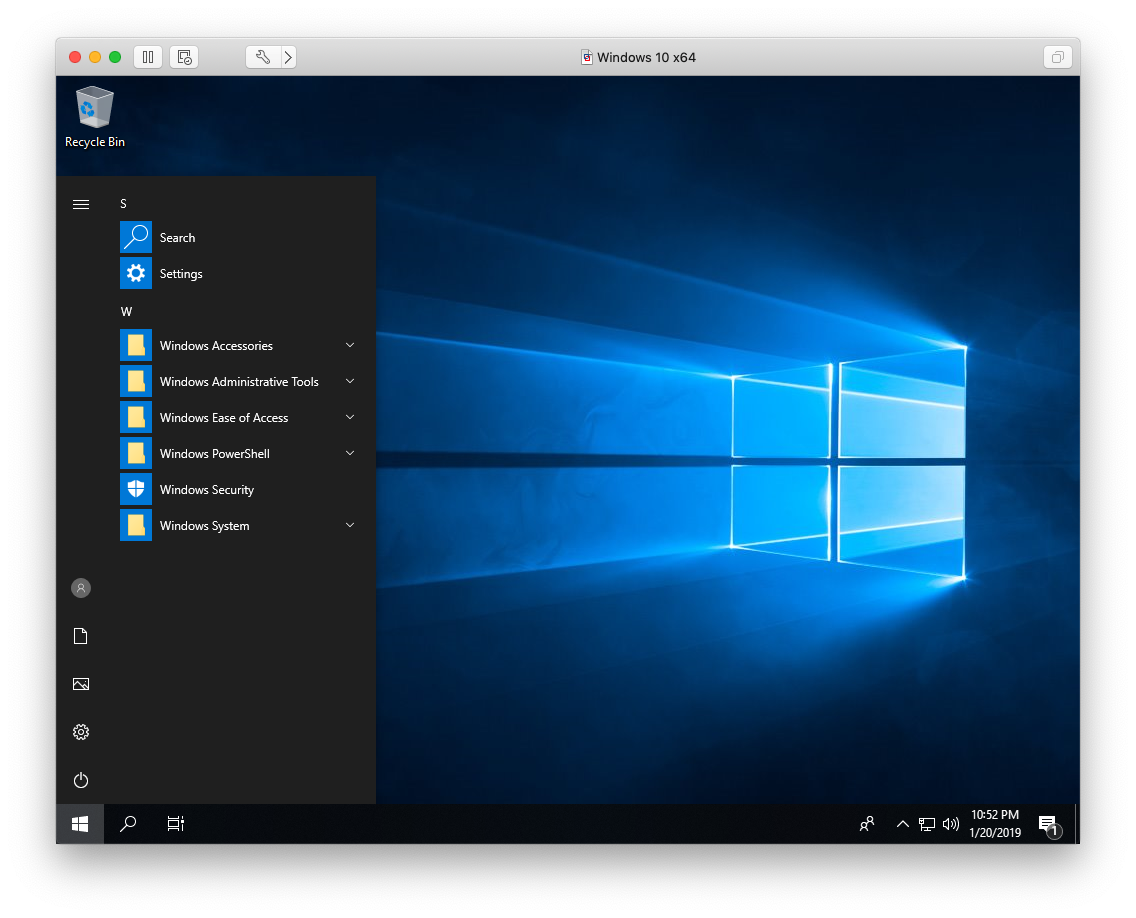 Windows 10 x64
Recycle Bin
S
Search
Settings
W
Windows Accessories
Windows Administrative Tools
Windows Ease of Access
Windows PowerShell
Windows Security
Windows System
10:52 PM
1/20/2019
1